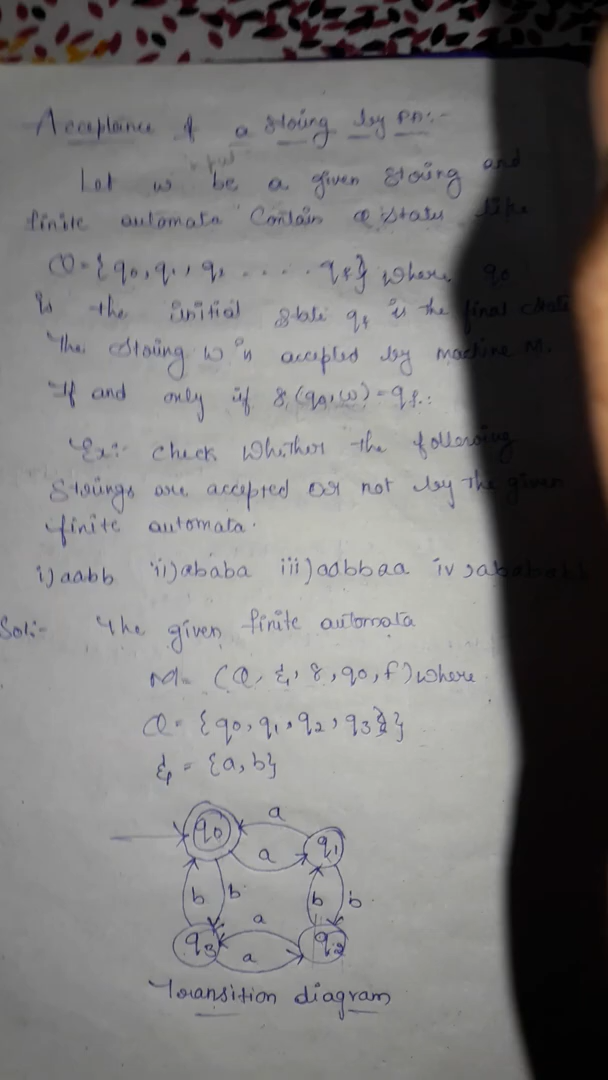 Acceptance of a string by FA:-
input
Let w be a given string and
finite automata contain Q states like
Q = {q0, q1, q2 ..... qf} where q0
is the initial state qf is the final state
The string w is accepted by machine M.
If and only if δ(q0, w) = qf.:
Ex:- check whether the following
strings are accepted or not by the given
finite automata.
i) aabb ii) ababa iii) aabbaa iv)
Sol:- The given finite automata
M = (Q, Σ, δ, q0, f) where
Q = {q0, q1, q2, q3}}
Σ = {a, b}
a
q0 q1
a
b b b b
a
q3 q2
a
Transition diagram